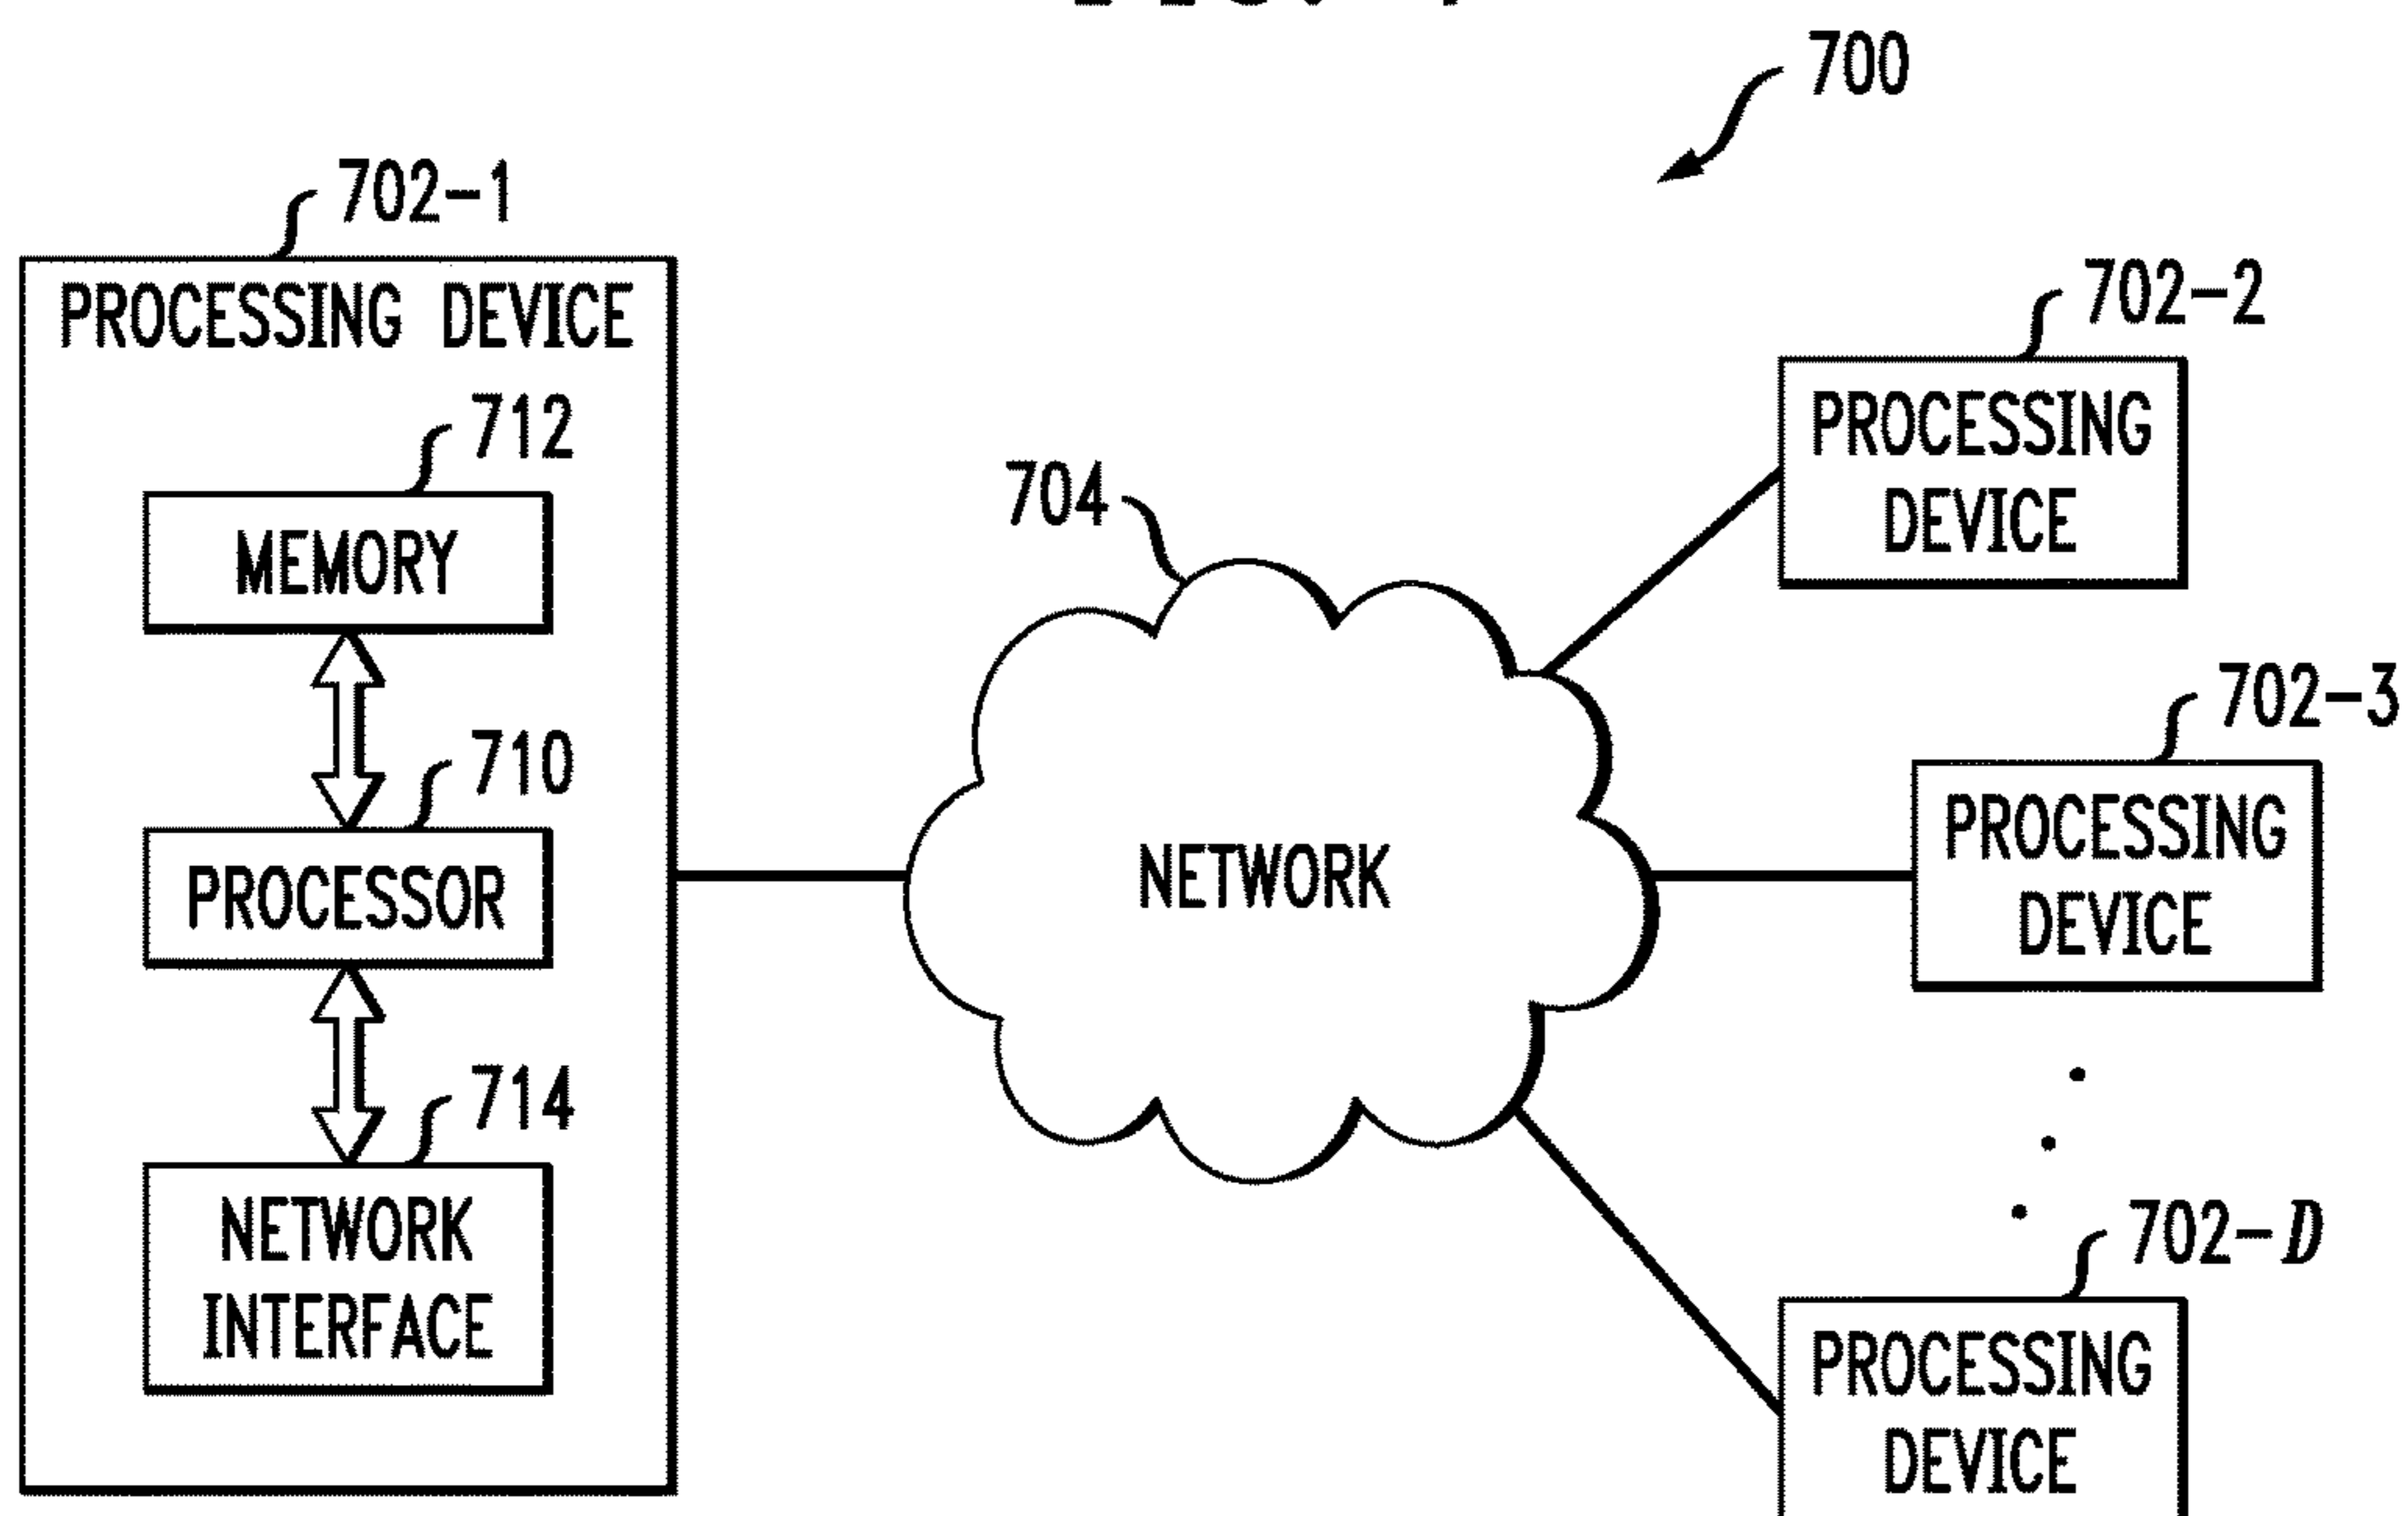 700
702-1
PROCESSING DEVICE
712
MEMORY
710
PROCESSOR
714
NETWORK
INTERFACE
704
NETWORK
702-2
PROCESSING
DEVICE
702-3
PROCESSING
DEVICE
702-D
PROCESSING
DEVICE